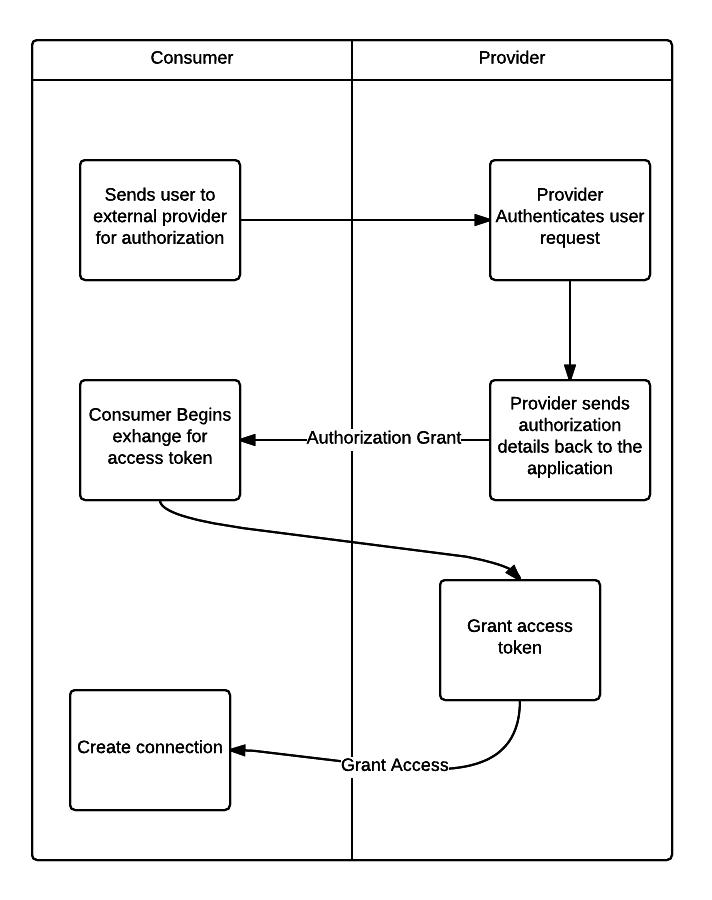 Consumer
Provider
Sends user to
external provider
for authorization
Provider
Authenticates user
request
Consumer Begins
exhange for
access token
Authorization Grant
Provider sends
authorization
details back to the
application
Grant access
token
Create connection
Grant Access